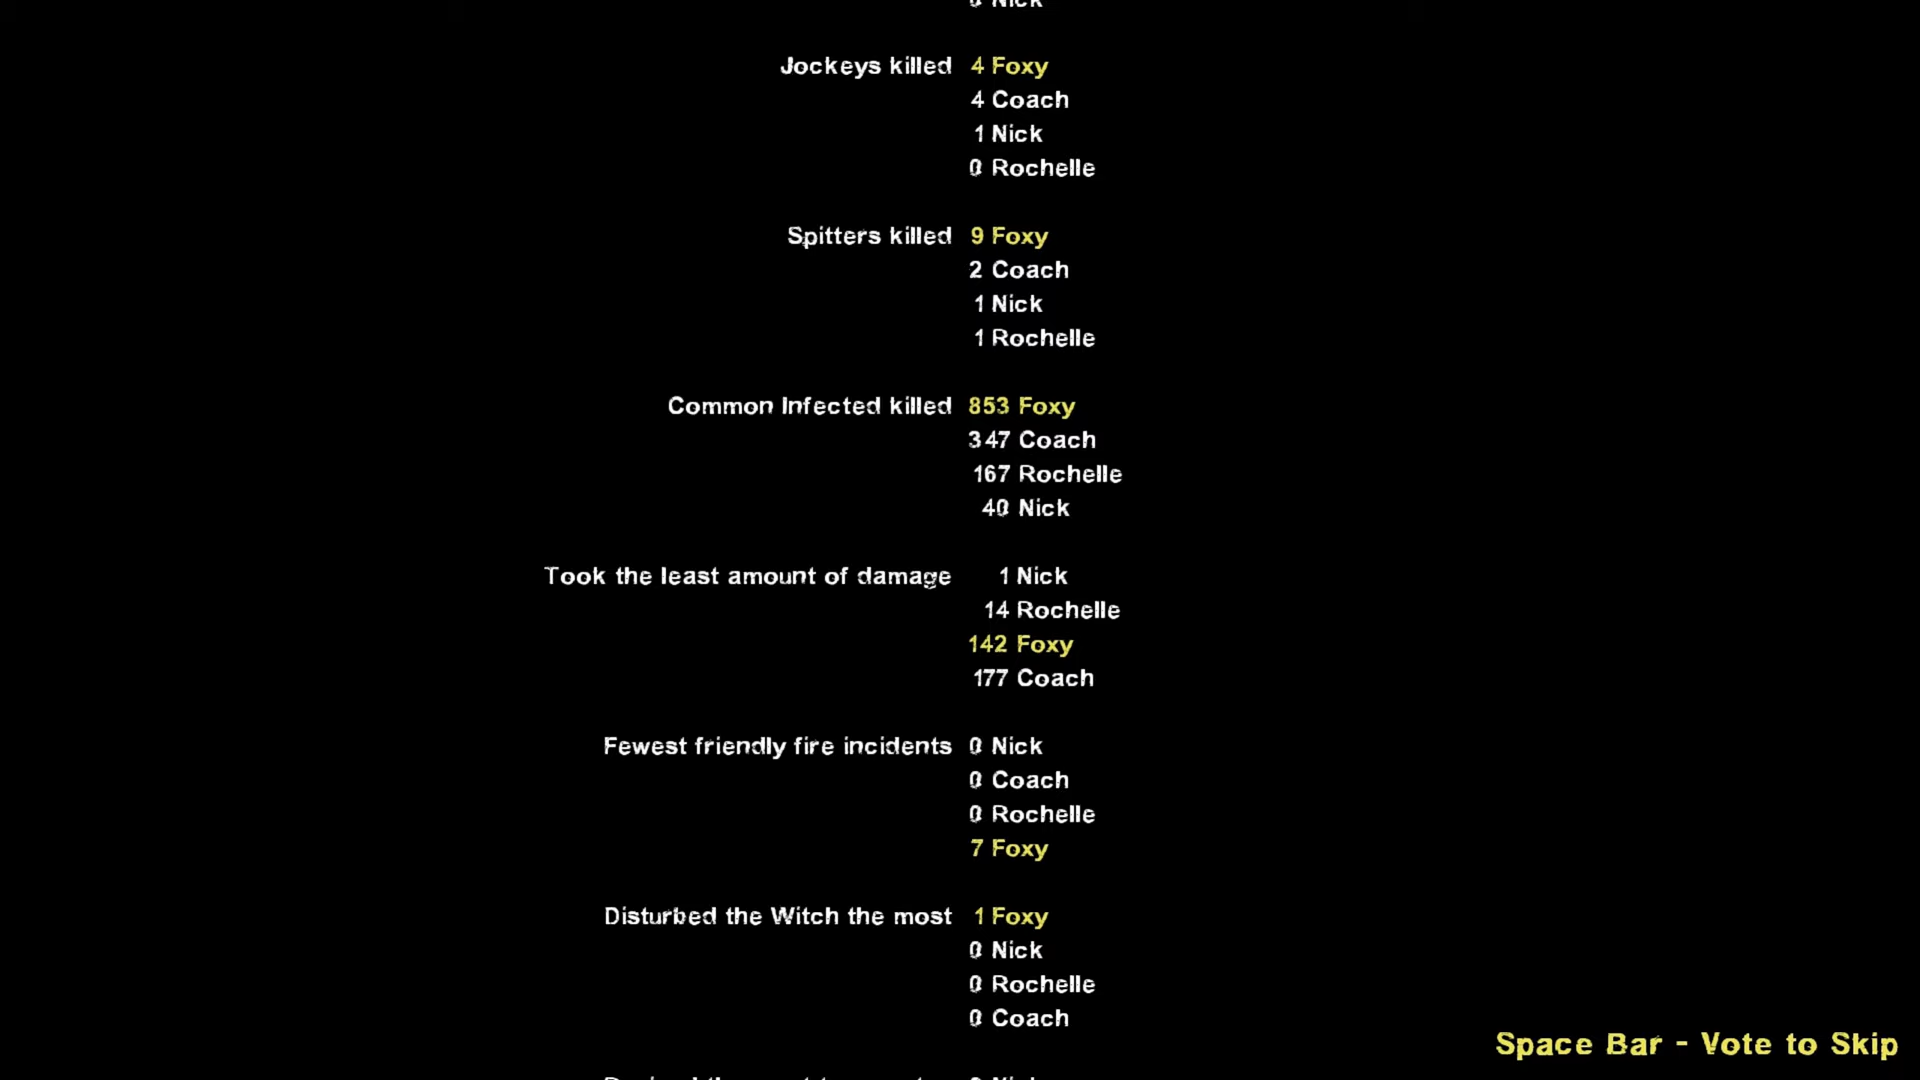 0 Nick
Jockeys killed 4 Foxy
4 Coach
1 Nick
0 Rochelle
Spitters killed 9 Foxy
2 Coach
1 Nick
1 Rochelle
Common Infected killed 853 Foxy
347 Coach
167 Rochelle
40 Nick
Took the least amount of damage 1 Nick
14 Rochelle
142 Foxy
177 Coach
Fewest friendly fire incidents 0 Nick
0 Coach
0 Rochelle
7 Foxy
Disturbed the Witch the most 1 Foxy
0 Nick
0 Rochelle
0 Coach
Space Bar - Vote to Skip